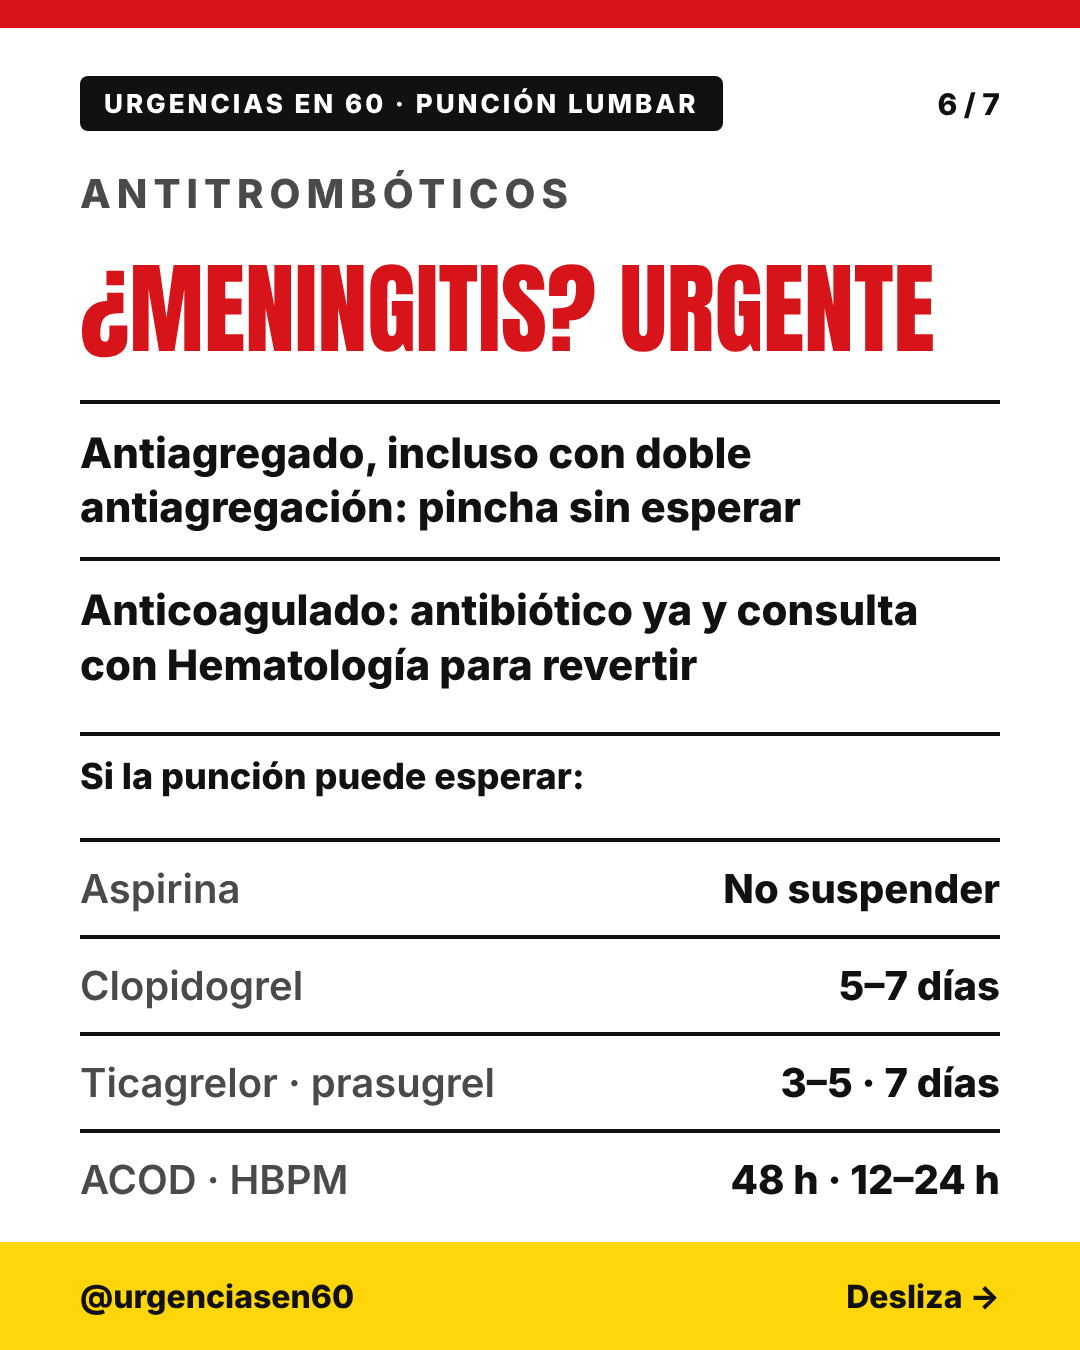 URGENCIAS EN 60 · PUNCIÓN LUMBAR
6 / 7
ANTITROMBÓTICOS
¿MENINGITIS? URGENTE
Antiagregado, incluso con doble
antiagregación: pincha sin esperar
Anticoagulado: antibiótico ya y consulta
con Hematología para revertir
Si la punción puede esperar:
Aspirina No suspender
Clopidogrel 5–7 días
Ticagrelor · prasugrel 3–5 · 7 días
ACOD · HBPM 48 h · 12–24 h
@urgenciasen60 Desliza →